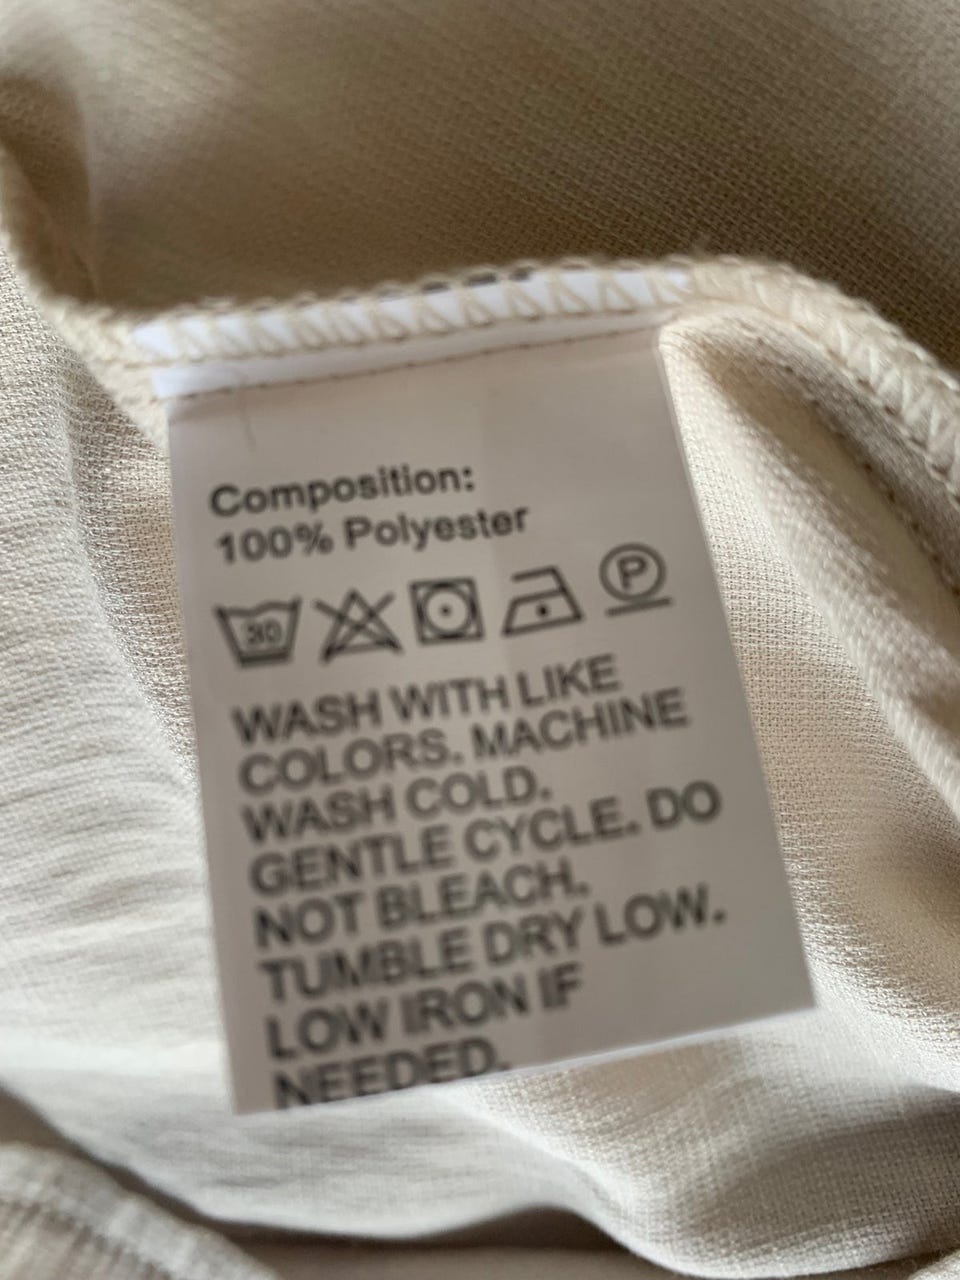 Composition:
100% Polyester
30 P
WASH WITH LIKE
COLORS. MACHINE
WASH COLD.
GENTLE CYCLE. DO
NOT BLEACH.
TUMBLE DRY LOW.
LOW IRON IF
NEEDED.